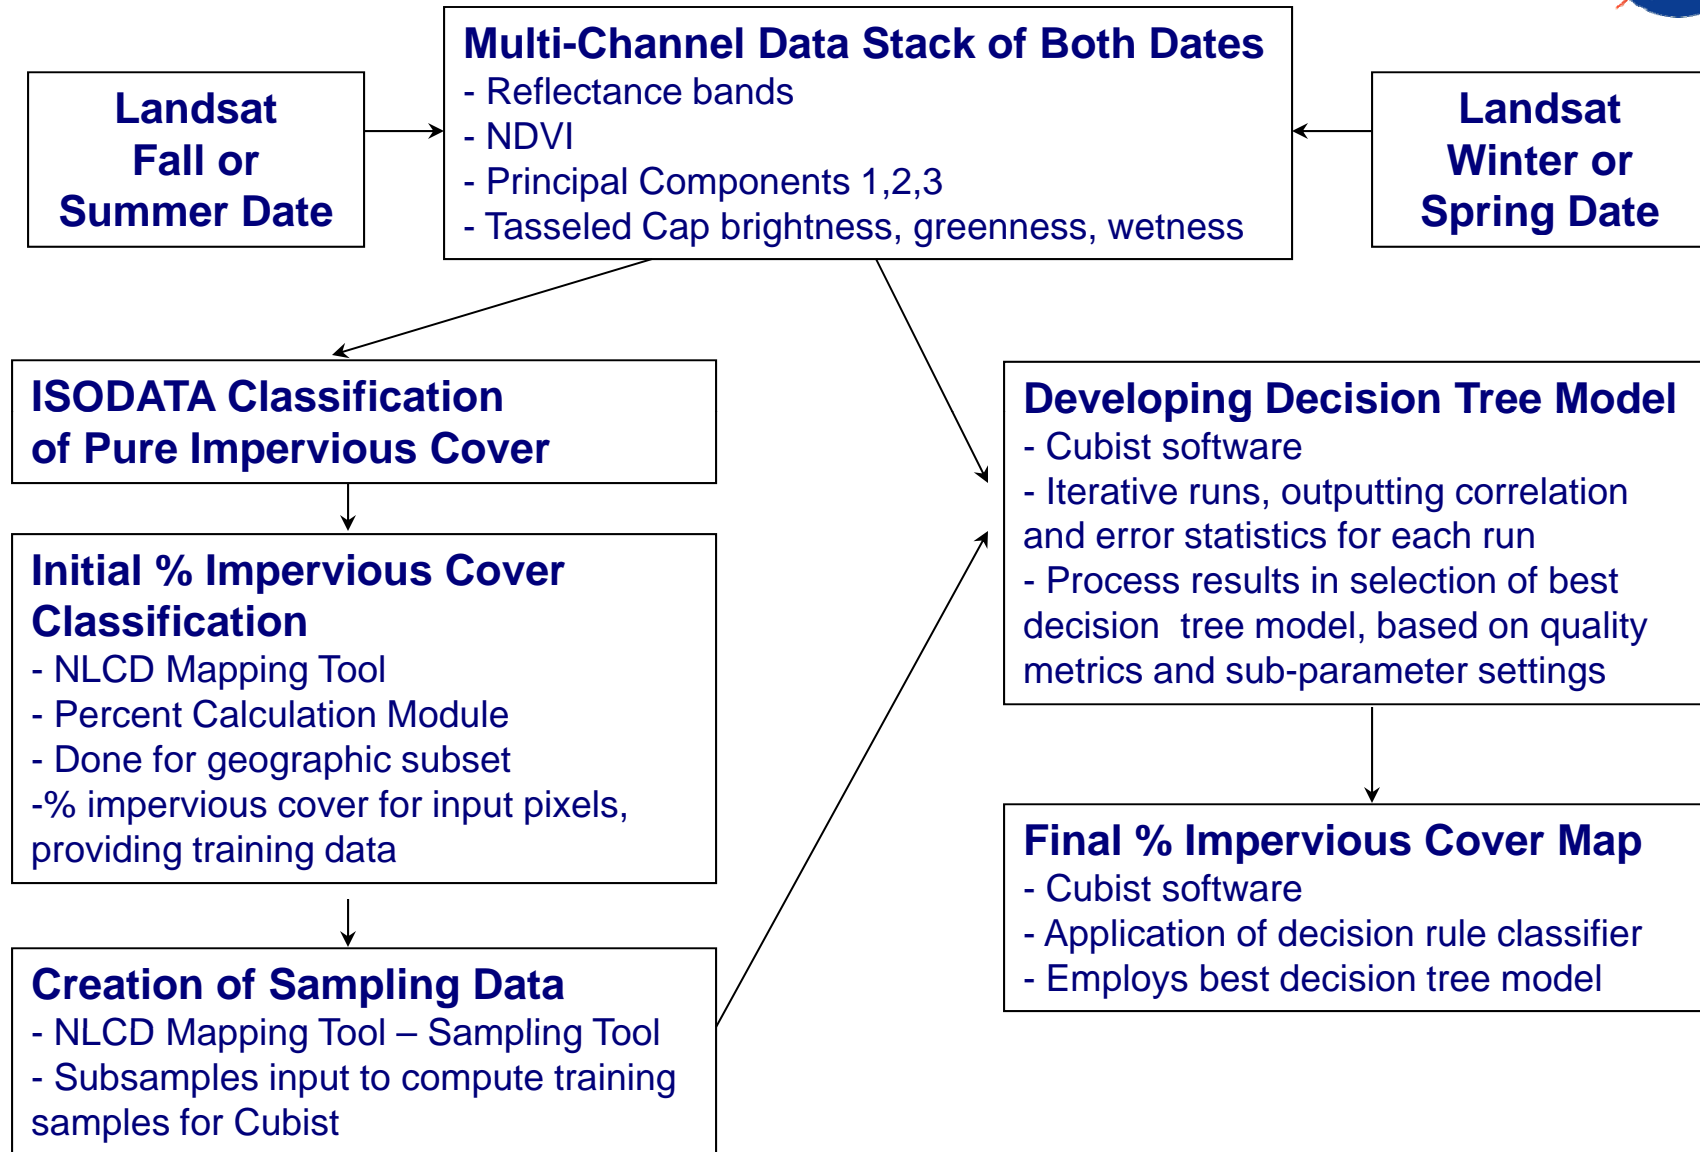 Multi-Channel Data Stack of Both Dates
- Reflectance bands
- NDVI
- Principal Components 1,2,3
- Tasseled Cap brightness, greenness, wetness
Landsat
Fall or
Summer Date
Landsat
Winter or
Spring Date
ISODATA Classification
of Pure Impervious Cover
Initial % Impervious Cover
Classification
- NLCD Mapping Tool
- Percent Calculation Module
- Done for geographic subset
-% impervious cover for input pixels,
providing training data
Creation of Sampling Data
- NLCD Mapping Tool – Sampling Tool
- Subsamples input to compute training
samples for Cubist
Developing Decision Tree Model
- Cubist software
- Iterative runs, outputting correlation
and error statistics for each run
- Process results in selection of best
decision  tree model, based on quality
metrics and sub-parameter settings
Final % Impervious Cover Map
- Cubist software
- Application of decision rule classifier
- Employs best decision tree model